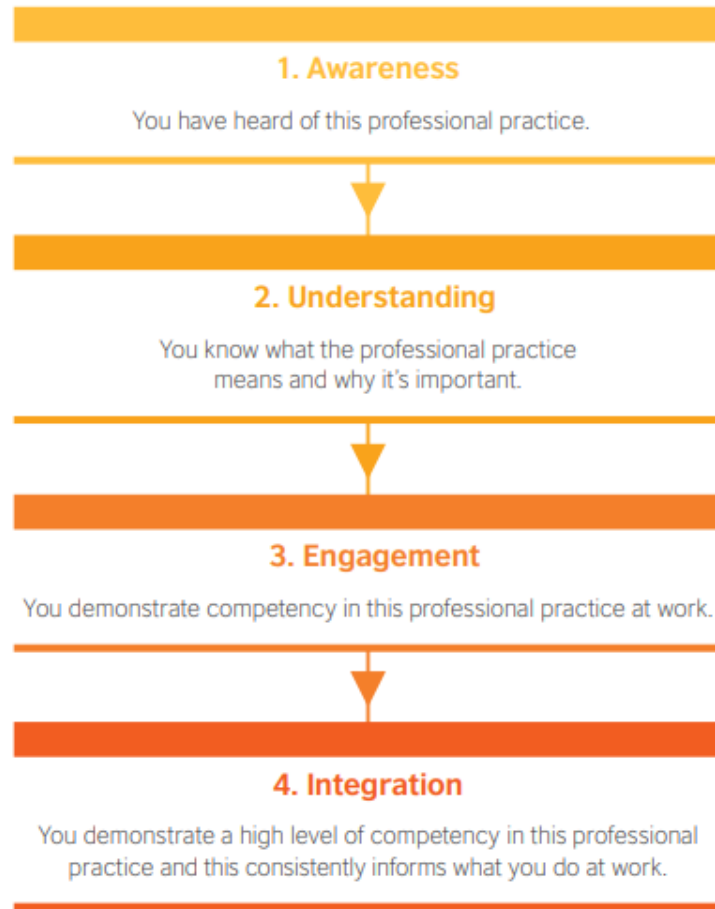 1. Awareness
You have heard of this professional practice.
2. Understanding
You know what the professional practice
means and why it's important.
3. Engagement
You demonstrate competency in this professional practice at work.
4. Integration
You demonstrate a high level of competency in this professional
practice and this consistently informs what you do at work.